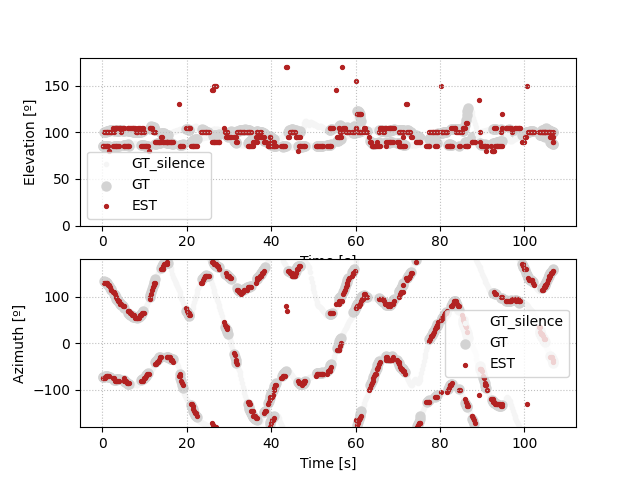 Elevation [º]
150
100
50
0
GT_silence
GT
EST
0
20
40
60
80
100
Time [s]
Azimuth [º]
100
0
−100
GT_silence
GT
EST
0
20
40
60
80
100
Time [s]